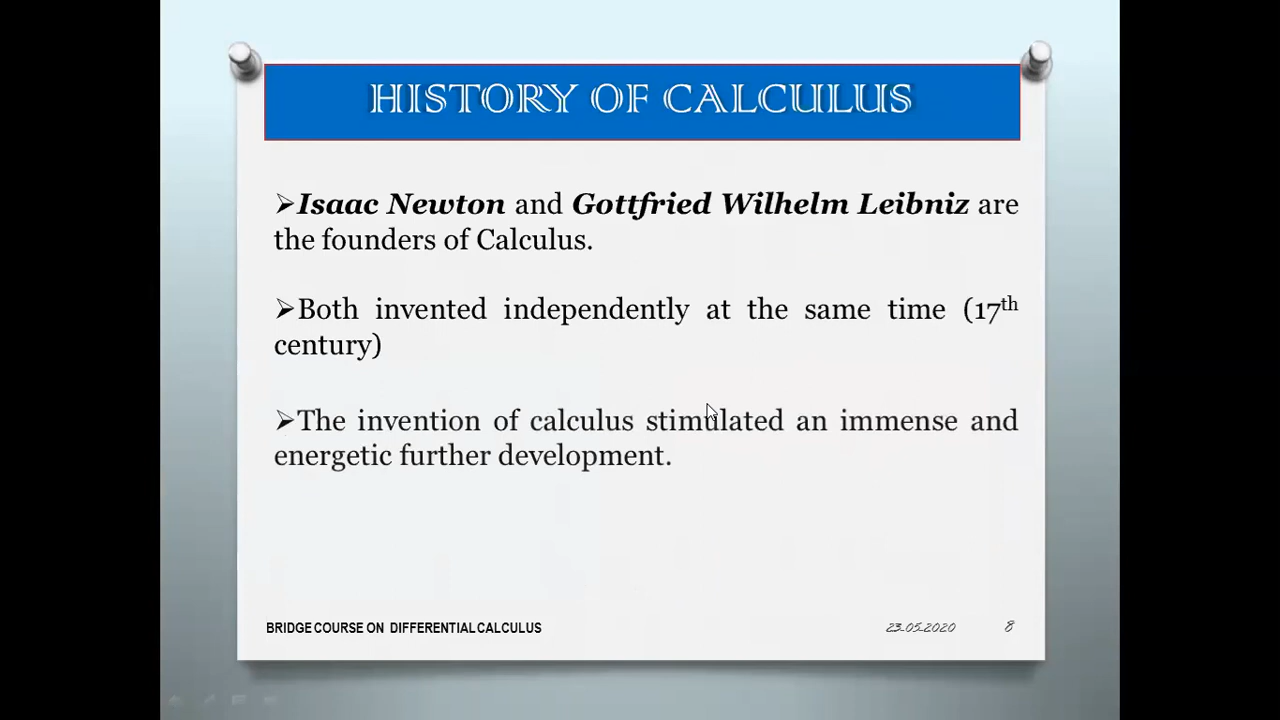 HISTORY OF CALCULUS
➢Isaac Newton and Gottfried Wilhelm Leibniz are
the founders of Calculus.
➢Both invented independently at the same time (17th
century)
➢The invention of calculus stimulated an immense and
energetic further development.
BRIDGE COURSE ON DIFFERENTIAL CALCULUS 23.05.2020 8